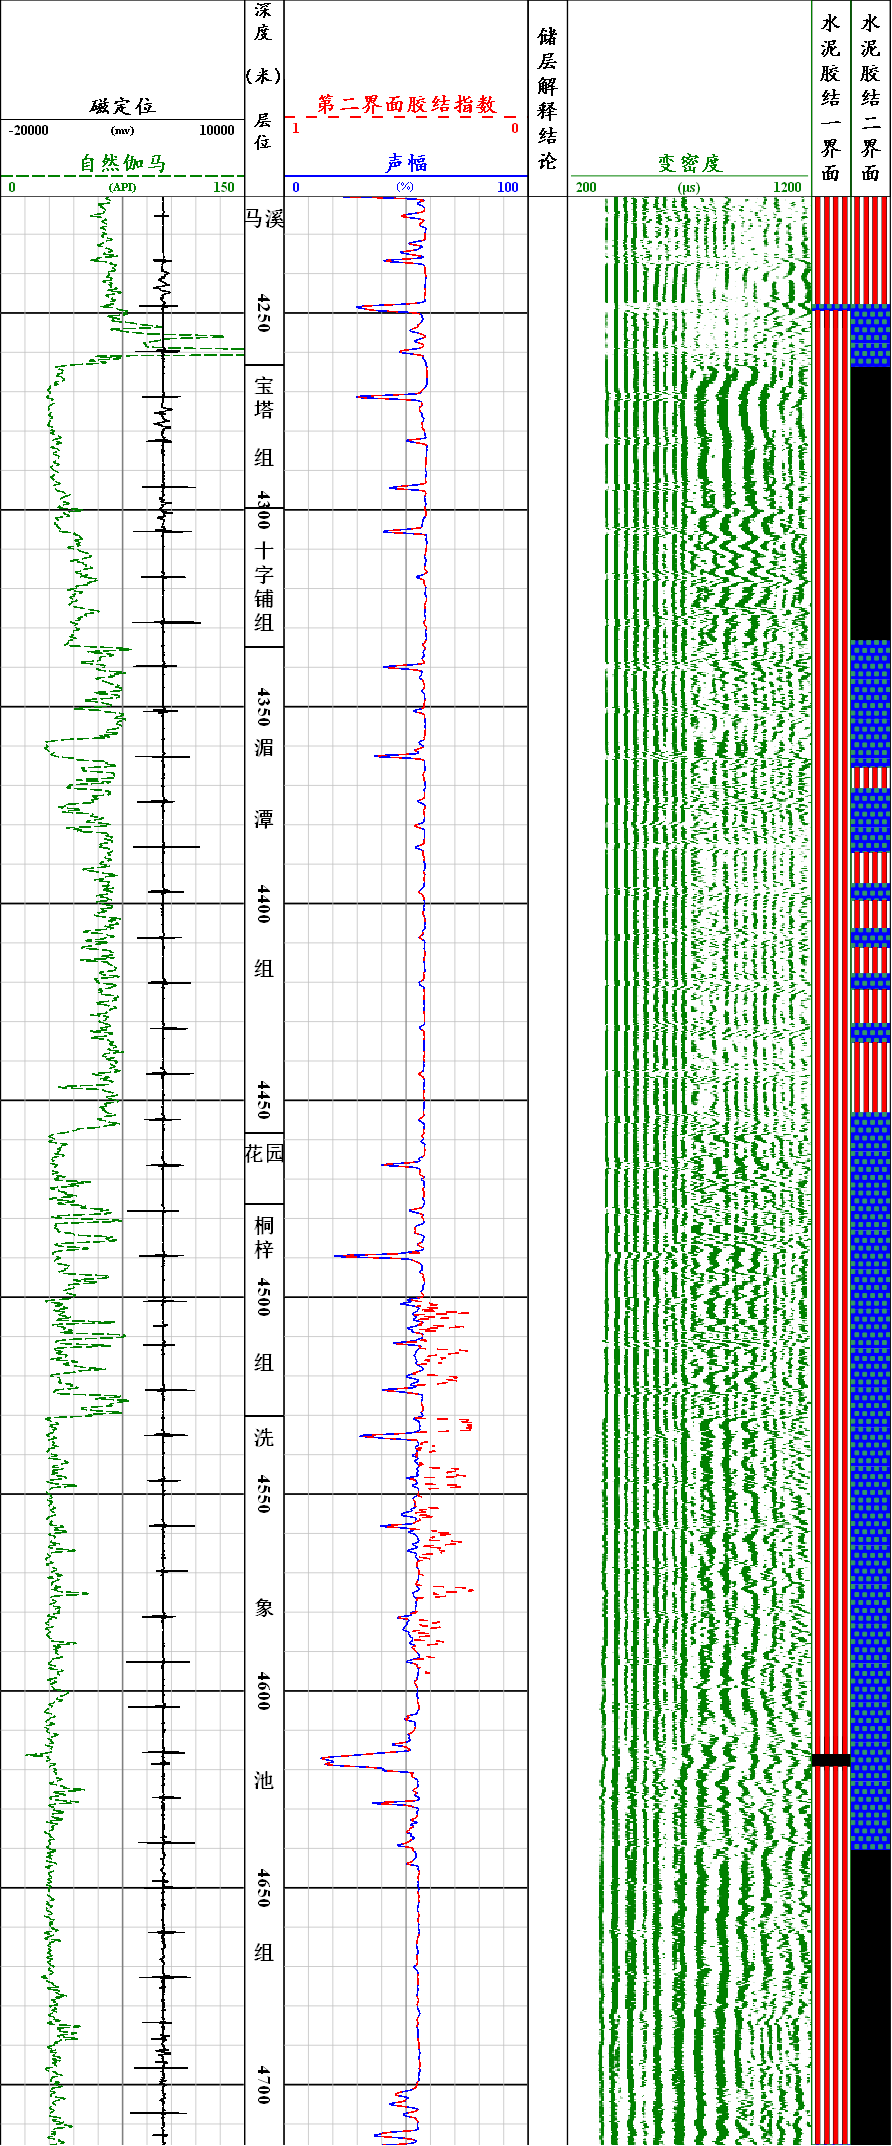 磁定位
-20000 (mv) 10000
自然伽马
0 (API) 150
深度
(米)
层位
第二界面胶结指数
1 0
声幅
0 (%) 100
储层解释结论
变密度
200 (μs) 1200
水泥胶结一界面
水泥胶结二界面
马溪
4250
宝塔组
4300
十字铺组
4350
湄潭组
4400
4450
花园
桐梓组
4500
洗象池组
4550
4600
4650
4700